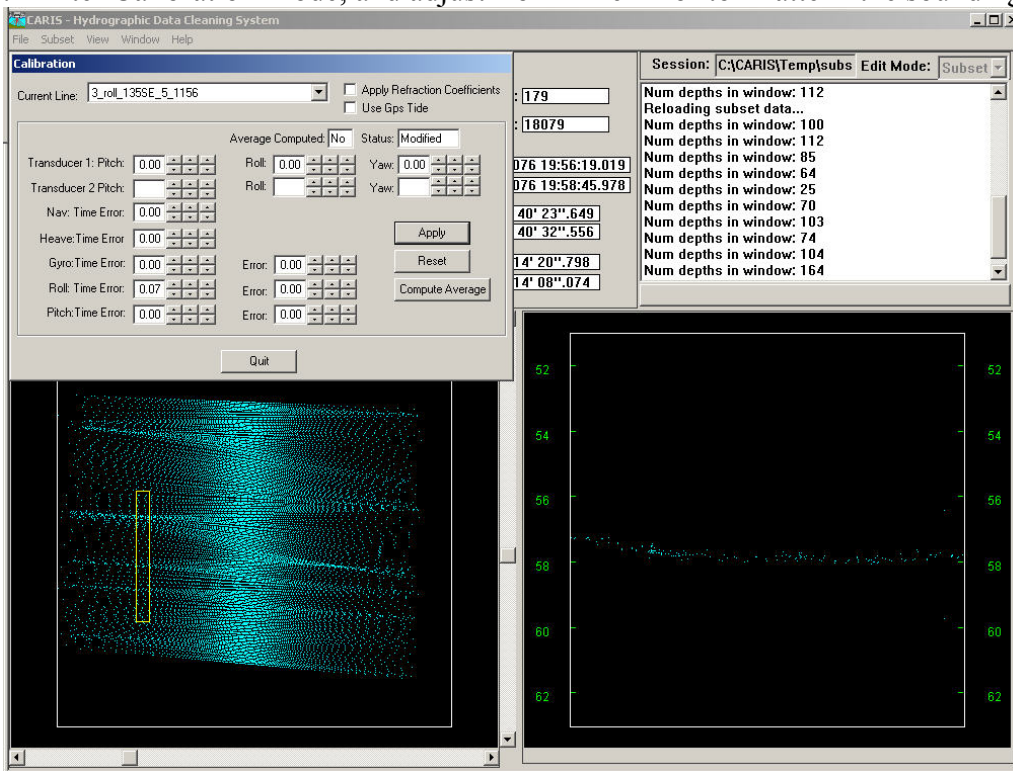 CARIS - Hydrographic Data Cleaning System
File Subset View Window Help
Calibration
Current Line: 3_roll_135SE_5_1156
Apply Refraction Coefficients
Use Gps Tide
Average Computed: No Status: Modified
Transducer 1: Pitch: 0.00 Roll: 0.00 Yaw: 0.00
Transducer 2 Pitch: Roll: Yaw:
Nav: Time Error: 0.00
Heave:Time Error 0.00
Apply
Gyro:Time Error: 0.00 Error: 0.00
Reset
Roll: Time Error: 0.07 Error: 0.00
Compute Average
Pitch:Time Error: 0.00 Error: 0.00
Quit
: 179
: 18079
076 19:56:19.019
076 19:58:45.978
40' 23".649
40' 32".556
14' 20".798
14' 08".074
Session: C:\CARIS\Temp\subs Edit Mode: Subset
Num depths in window: 112
Reloading subset data...
Num depths in window: 100
Num depths in window: 112
Num depths in window: 85
Num depths in window: 64
Num depths in window: 25
Num depths in window: 70
Num depths in window: 103
Num depths in window: 74
Num depths in window: 104
Num depths in window: 164
52 52
54 54
56 56
58 58
60 60
62 62